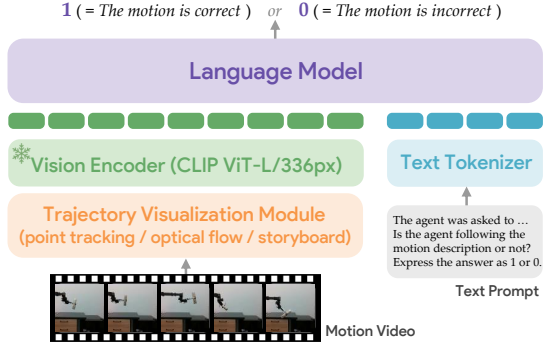 1 ( = The motion is correct ) or 0 ( = The motion is incorrect )
Language Model
Vision Encoder (CLIP ViT-L/336px)
Text Tokenizer
Trajectory Visualization Module
(point tracking / optical flow / storyboard)
The agent was asked to ...
Is the agent following the
motion description or not?
Express the answer as 1 or 0.
Text Prompt
Motion Video